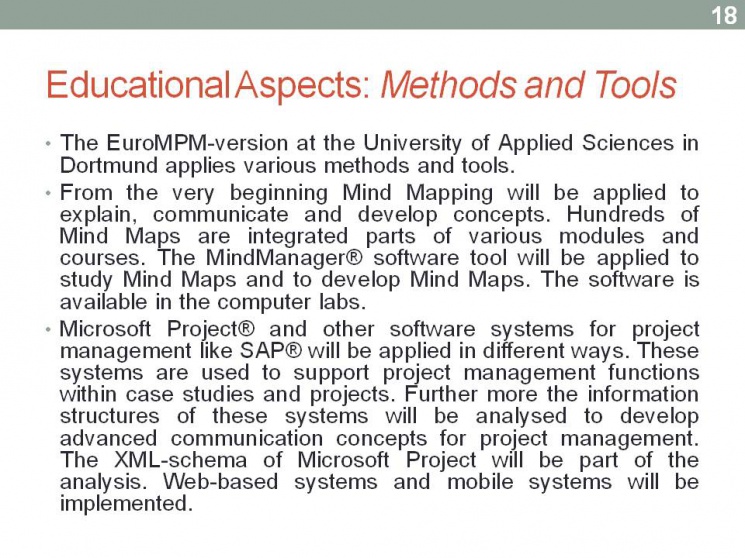 18
Educational Aspects: Methods and Tools
• The EuroMPM-version at the University of Applied Sciences in
Dortmund applies various methods and tools.
• From the very beginning Mind Mapping will be applied to
explain, communicate and develop concepts. Hundreds of
Mind Maps are integrated parts of various modules and
courses. The MindManager® software tool will be applied to
study Mind Maps and to develop Mind Maps. The software is
available in the computer labs.
• Microsoft Project® and other software systems for project
management like SAP® will be applied in different ways. These
systems are used to support project management functions
within case studies and projects. Further more the information
structures of these systems will be analysed to develop
advanced communication concepts for project management.
The XML-schema of Microsoft Project will be part of the
analysis. Web-based systems and mobile systems will be
implemented.